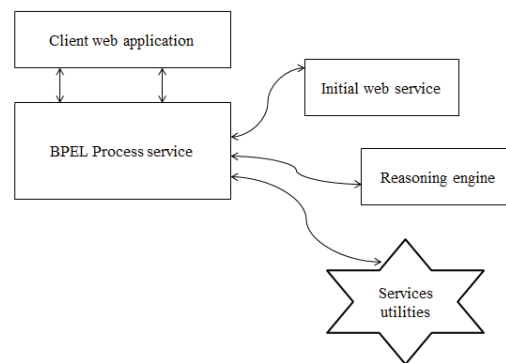 Client web application
Initial web service
BPEL Process service
Reasoning engine
Services
utilities